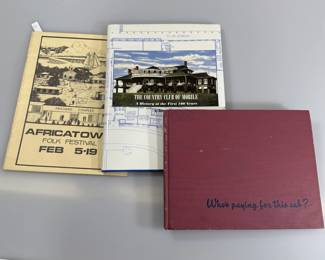 AFRICATOW
FOLK FESTIVAL
FEB 5-19
THE COUNTRY CLUB OF MOBILE
A History of the First 100 Years
Who's paying for this cab?